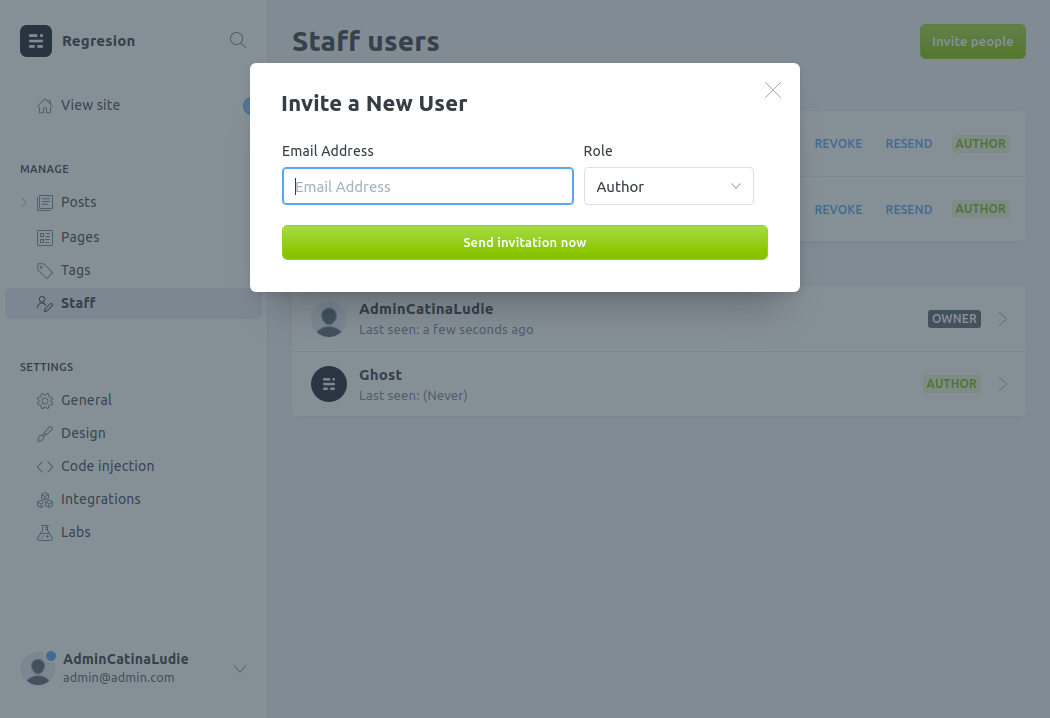 Regresion
View site
MANAGE
Posts
Pages
Tags
Staff
SETTINGS
General
Design
Code injection
Integrations
Labs
AdminCatinaLudie
admin@admin.com
Staff users
Invite people
Invite a New User
Email Address
Role
Email Address
Author
Send invitation now
REVOKE RESEND AUTHOR
REVOKE RESEND AUTHOR
AdminCatinaLudie
Last seen: a few seconds ago
OWNER
Ghost
Last seen: (Never)
AUTHOR